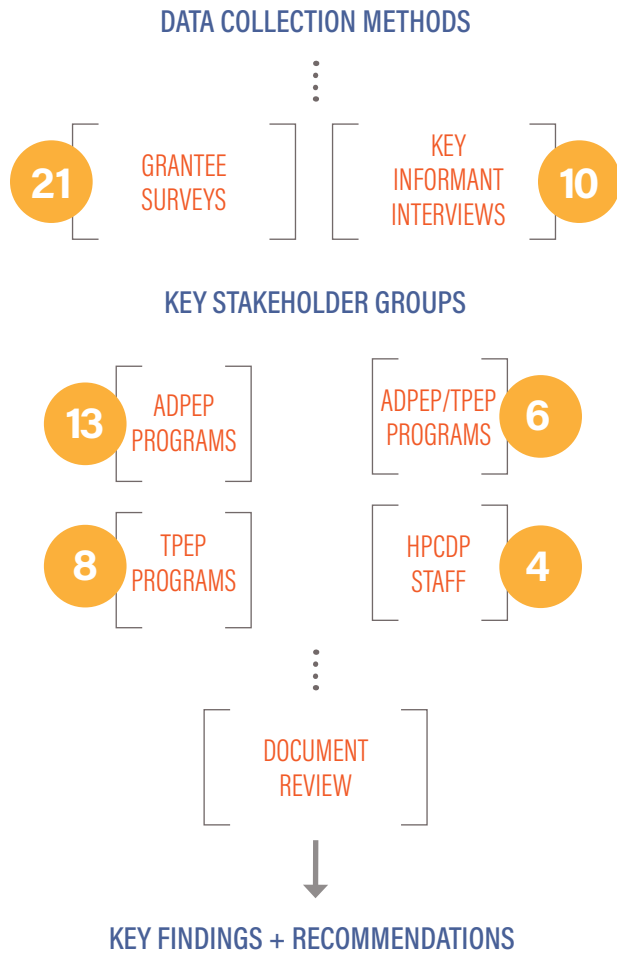 DATA COLLECTION METHODS
21
GRANTEE
SURVEYS
KEY
INFORMANT
INTERVIEWS
10
KEY STAKEHOLDER GROUPS
13
ADPEP
PROGRAMS
ADPEP/TPEP
PROGRAMS
6
8
TPEP
PROGRAMS
HPCDP
STAFF
4
DOCUMENT
REVIEW
KEY FINDINGS + RECOMMENDATIONS